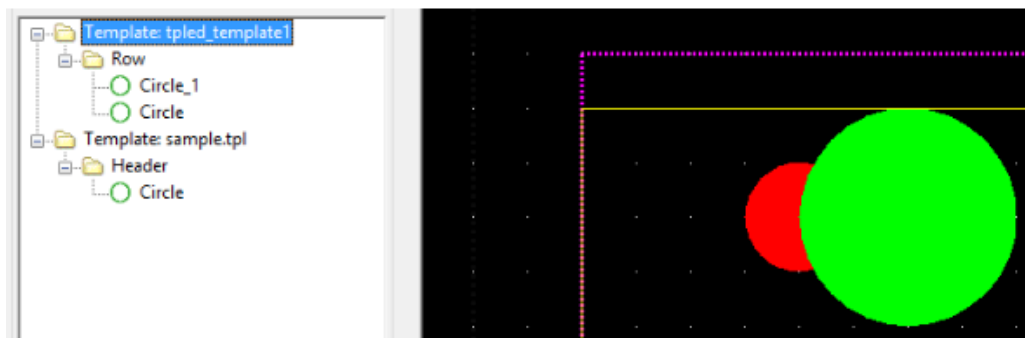 Template: tpled_template1
Row
Circle_1
Circle
Template: sample.tpl
Header
Circle